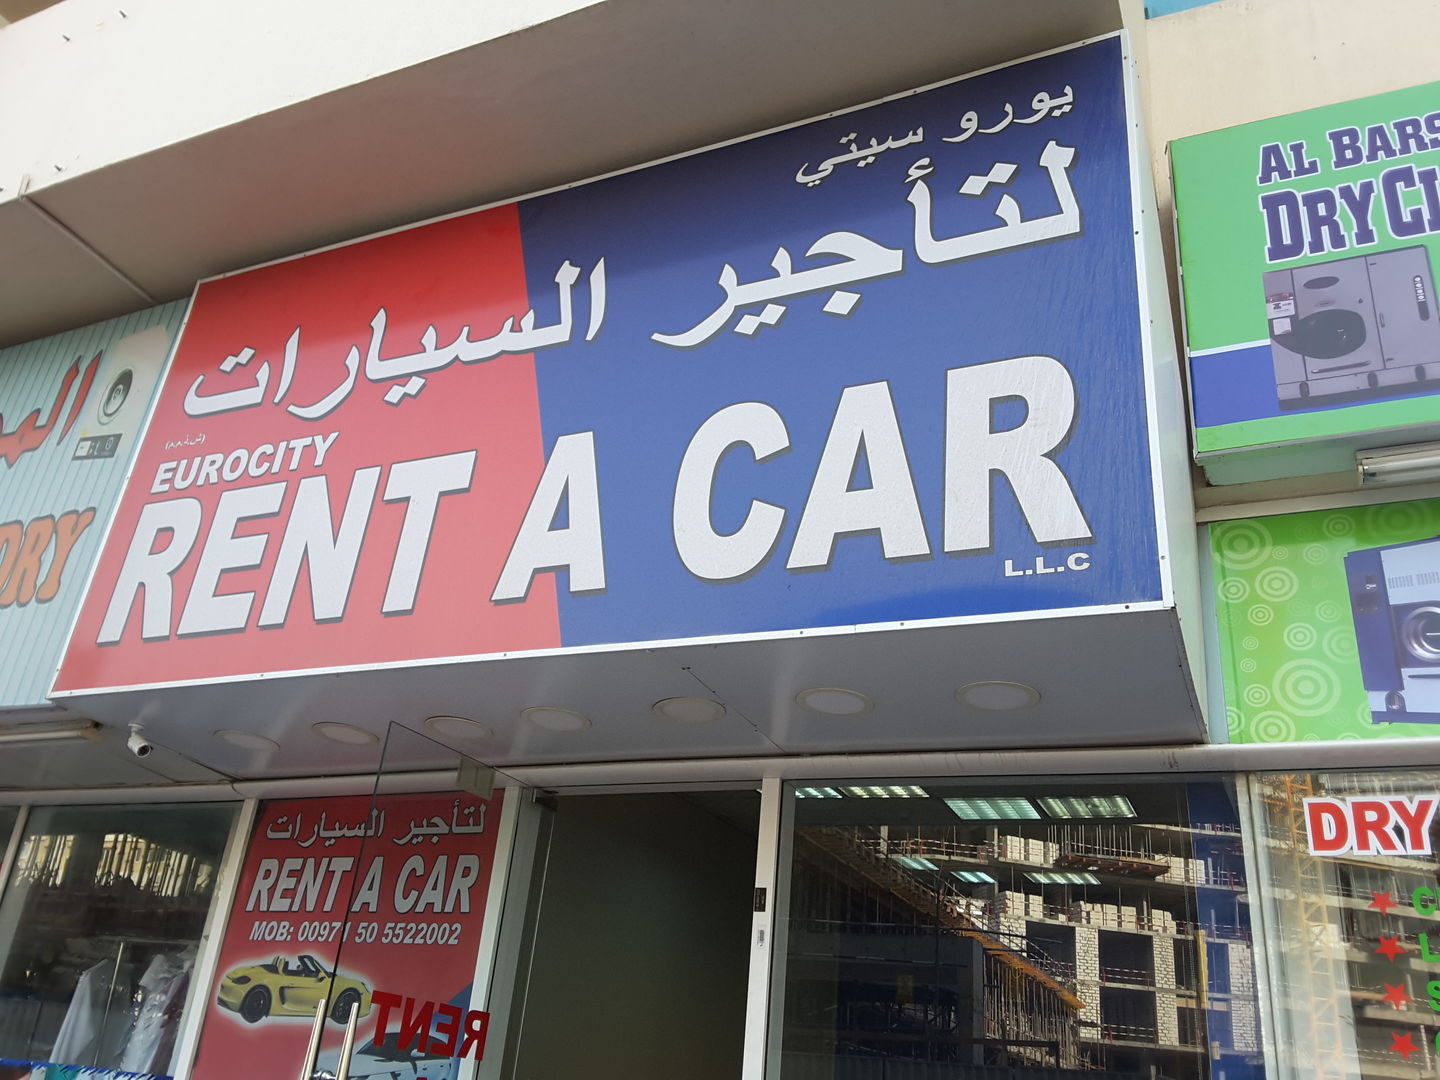 يورو سيتي
لتأجير السيارات
(ش.ذ.م.م)
EUROCITY
RENT A CAR
L.L.C
AL BARS
DRY CL
DRY
لتأجير السيارات
RENT A CAR
MOB: 00971 50 5522002
RENT
DRY